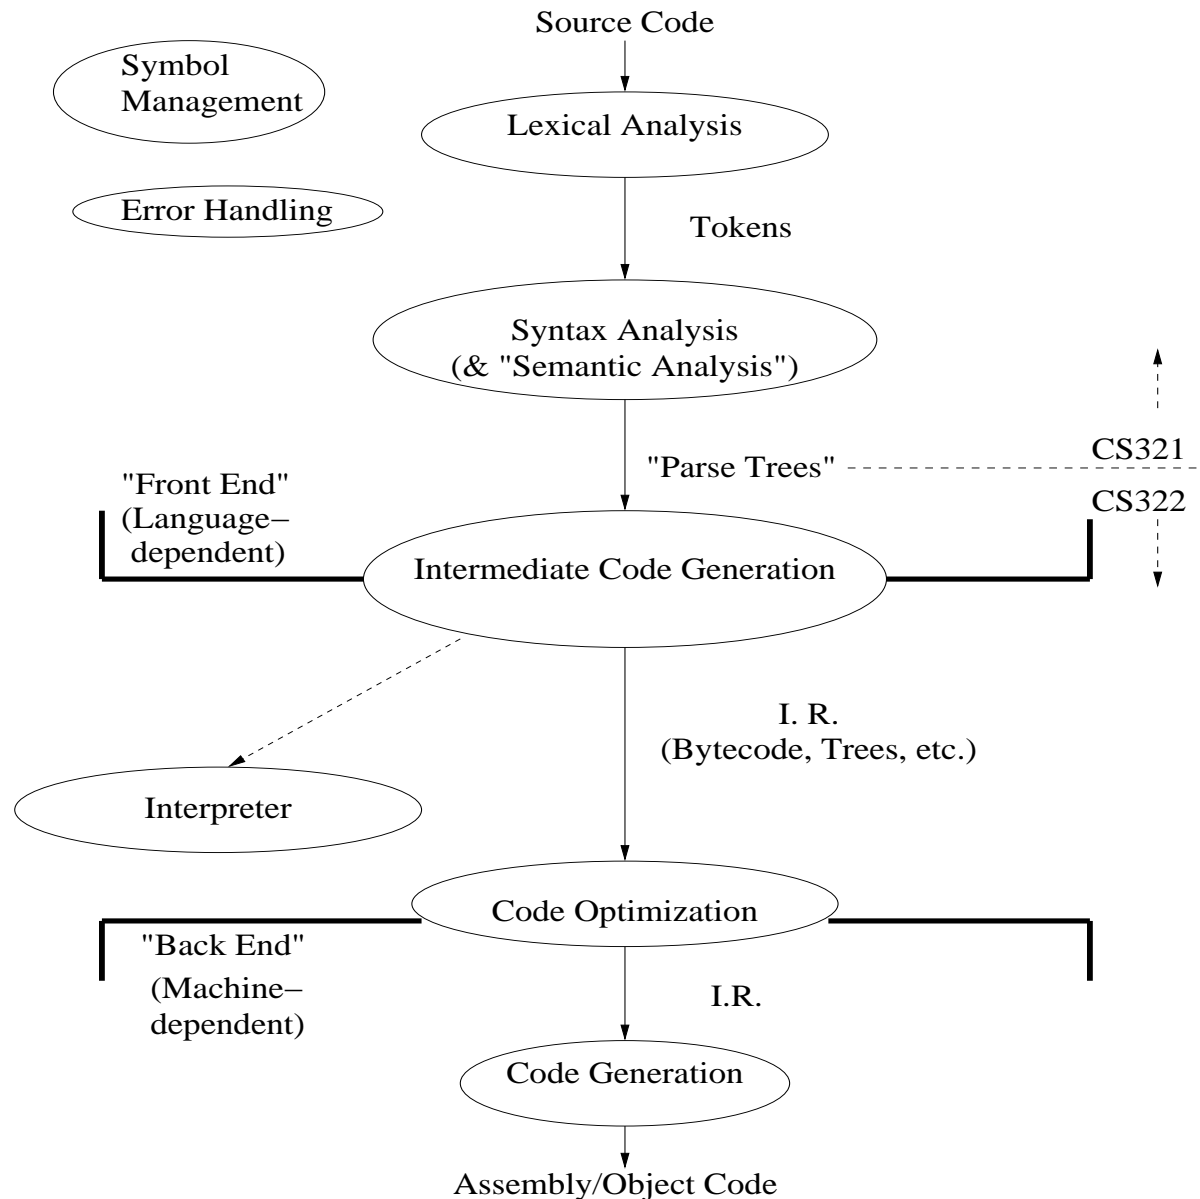 Source Code
Symbol
Management
Lexical Analysis
Error Handling
Tokens
Syntax Analysis
(& "Semantic Analysis")
CS321
"Parse Trees"
"Front End"
(Language–
dependent)
CS322
Intermediate Code Generation
I. R.
(Bytecode, Trees, etc.)
Interpreter
Code Optimization
"Back End"
(Machine–
dependent)
I.R.
Code Generation
Assembly/Object Code